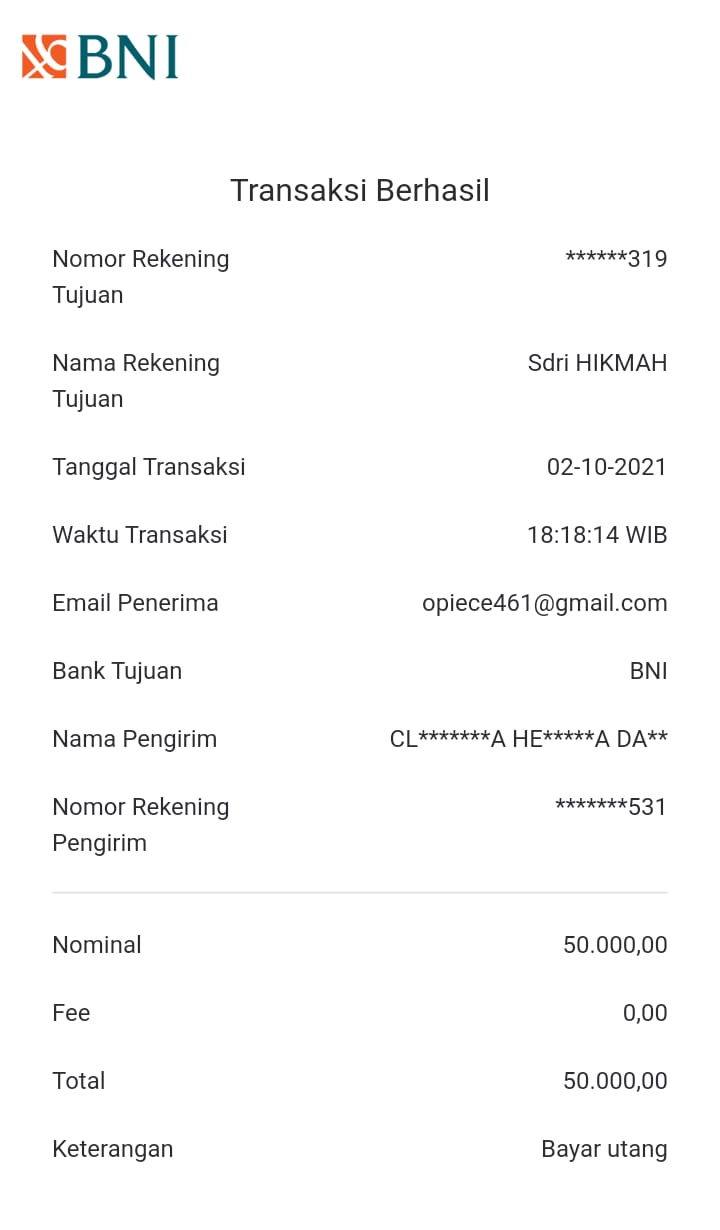 BNI
Transaksi Berhasil
Nomor Rekening Tujuan ******319
Nama Rekening Tujuan Sdri HIKMAH
Tanggal Transaksi 02-10-2021
Waktu Transaksi 18:18:14 WIB
Email Penerima opiece461@gmail.com
Bank Tujuan BNI
Nama Pengirim CL*******A HE*****A DA**
Nomor Rekening Pengirim *******531
Nominal 50.000,00
Fee 0,00
Total 50.000,00
Keterangan Bayar utang